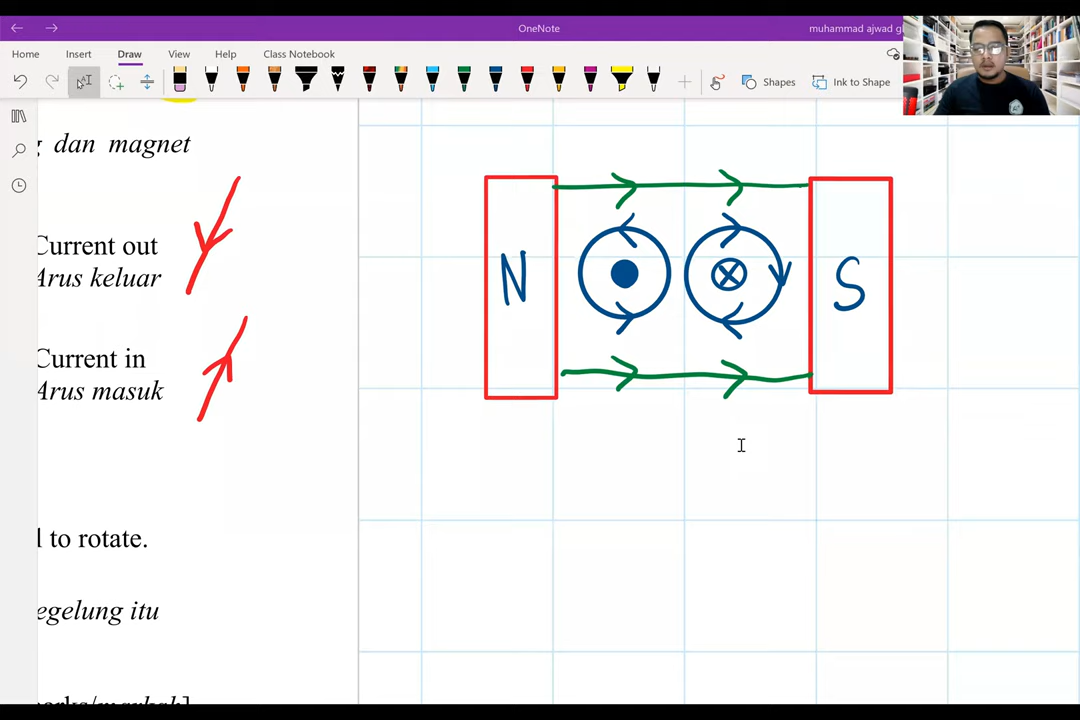 OneNote
muhammad ajwad
Home Insert Draw View Help Class Notebook
Shapes Ink to Shape
dan magnet
Current out
Arus keluar
Current in
Arus masuk
N
S
to rotate.
egelung itu